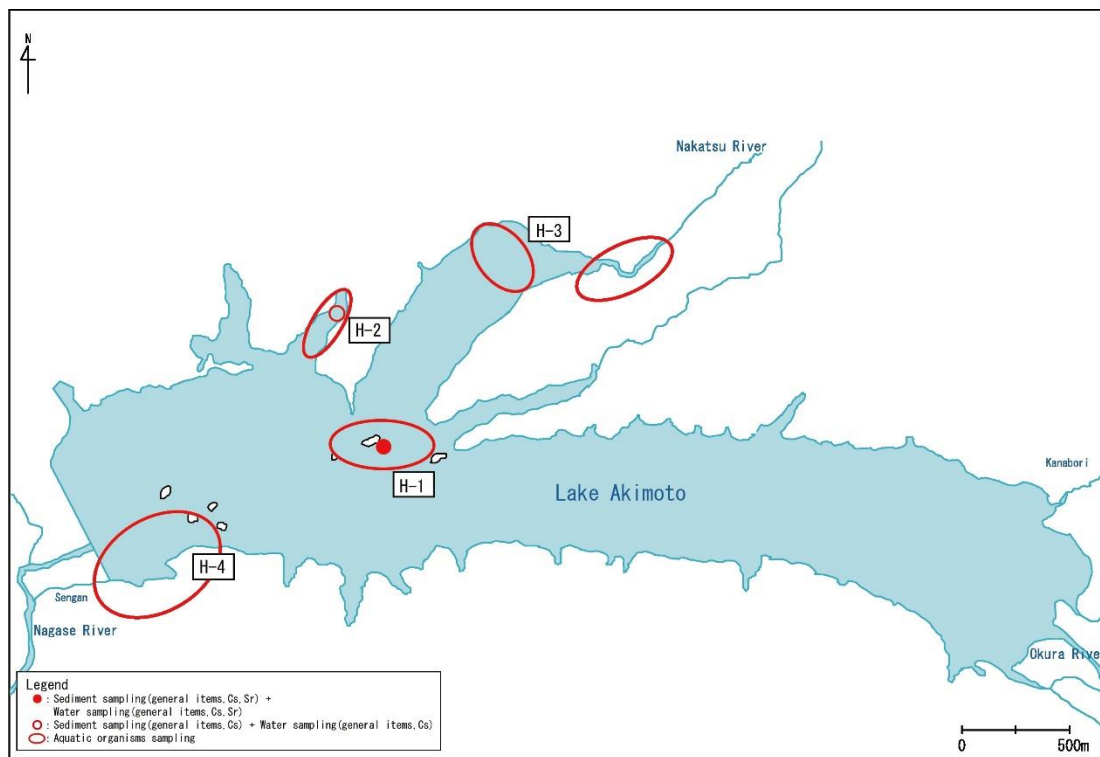 N
Nakatsu River
H-3
H-2
H-1
Lake Akimoto
Kanabori
H-4
Sengan
Nagase River
Okura River
Legend
: Sediment sampling(general items,Cs,Sr) +
Water sampling(general items,Cs,Sr)
: Sediment sampling(general items,Cs) + Water sampling(general items,Cs)
: Aquatic organisms sampling
0 500m